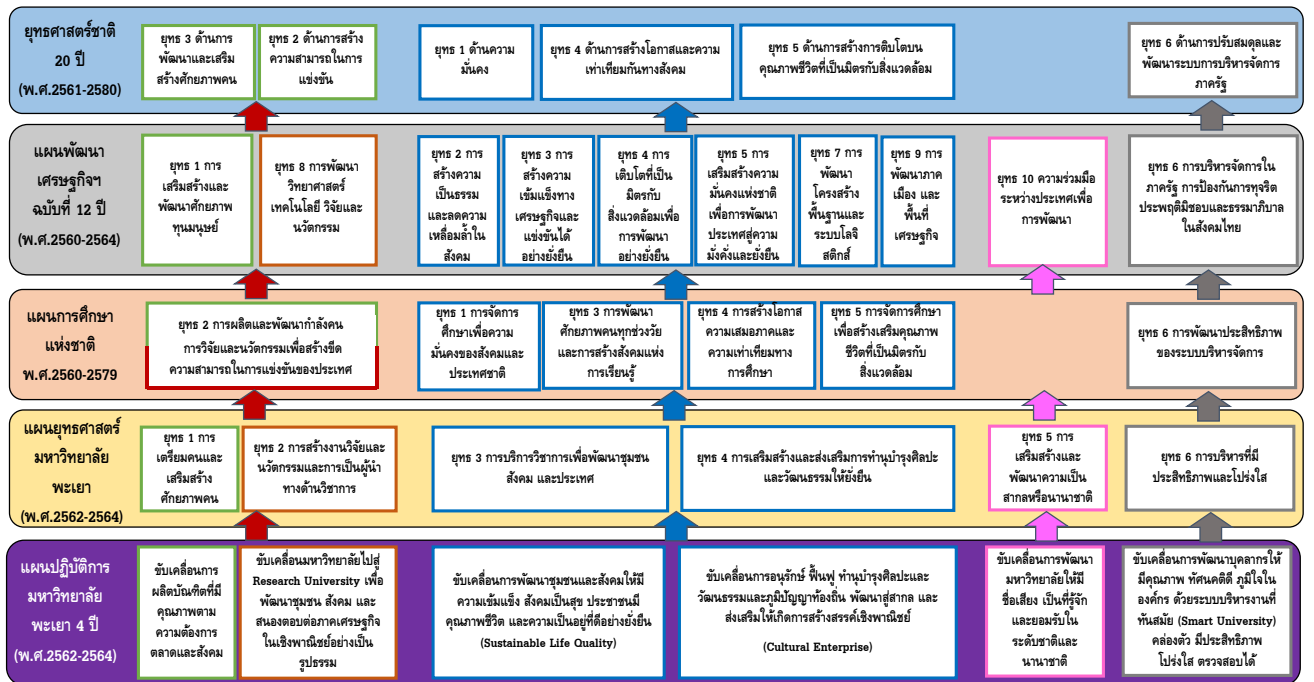 ยุทธศาสตร์ชาติ
20 ปี
(พ.ศ.2561-2580)
ยุทธ 3 ด้านการ
พัฒนาและเสริม
สร้างศักยภาพคน
ยุทธ 2 ด้านการสร้าง
ความสามารถในการ
แข่งขัน
ยุทธ 1 ด้านความ
มั่นคง
ยุทธ 4 ด้านการสร้างโอกาสและความ
เท่าเทียมกันทางสังคม
ยุทธ 5 ด้านการสร้างการติบโตบน
คุณภาพชีวิตที่เป็นมิตรกับสิ่งแวดล้อม
ยุทธ 6 ด้านการปรับสมดุลและ
พัฒนาระบบการบริหารจัดการ
ภาครัฐ
แผนพัฒนา
เศรษฐกิจฯ
ฉบับที่ 12 ปี
(พ.ศ.2560-2564)
ยุทธ 1 การ
เสริมสร้างและ
พัฒนาศักยภาพ
ทุนมนุษย์
ยุทธ 8 การพัฒนา
วิทยาศาสตร์
เทคโนโลยี วิจัยและ
นวัตกรรม
ยุทธ 2 การ
สร้างความ
เป็นธรรม
และลดความ
เหลื่อมล้ำใน
สังคม
ยุทธ 3 การ
สร้างความ
เข้มแข็งทาง
เศรษฐกิจและ
แข่งขันได้
อย่างยั่งยืน
ยุทธ 4 การ
เติบโตที่เป็น
มิตรกับ
สิ่งแวดล้อมเพื่อ
การพัฒนา
อย่างยั่งยืน
ยุทธ 5 การ
เสริมสร้างความ
มั่นคงแห่งชาติ
เพื่อการพัฒนา
ประเทศสู่ความ
มั่งคั่งและยั่งยืน
ยุทธ 7 การ
พัฒนา
โครงสร้าง
พื้นฐานและ
ระบบโลจิ
สติกส์
ยุทธ 9 การ
พัฒนาภาค
เมือง และ
พื้นที่
เศรษฐกิจ
ยุทธ 10 ความร่วมมือ
ระหว่างประเทศเพื่อ
การพัฒนา
ยุทธ 6 การบริหารจัดการใน
ภาครัฐ การป้องกันการทุจริต
ประพฤติมิชอบและธรรมาภิบาล
ในสังคมไทย
แผนการศึกษา
แห่งชาติ
พ.ศ.2560-2579
ยุทธ 2 การผลิตและพัฒนากำลังคน
การวิจัยและนวัตกรรมเพื่อสร้างขีด
ความสามารถในการแข่งขันของประเทศ
ยุทธ 1 การจัดการ
ศึกษาเพื่อความ
มั่นคงของสังคมและ
ประเทศชาติ
ยุทธ 3 การพัฒนา
ศักยภาพคนทุกช่วงวัย
และการสร้างสังคมแห่ง
การเรียนรู้
ยุทธ 4 การสร้างโอกาส
ความเสมอภาคและ
ความเท่าเทียมทาง
การศึกษา
ยุทธ 5 การจัดการศึกษา
เพื่อสร้างเสริมคุณภาพ
ชีวิตที่เป็นมิตรกับ
สิ่งแวดล้อม
ยุทธ 6 การพัฒนาประสิทธิภาพ
ของระบบบริหารจัดการ
แผนยุทธศาสตร์
มหาวิทยาลัย
พะเยา
(พ.ศ.2562-2564)
ยุทธ 1 การ
เตรียมคนและ
เสริมสร้าง
ศักยภาพคน
ยุทธ 2 การสร้างงานวิจัยและ
นวัตกรรมและการเป็นผู้นำ
ทางด้านวิชาการ
ยุทธ 3 การบริการวิชาการเพื่อพัฒนาชุมชน
สังคม และประเทศ
ยุทธ 4 การเสริมสร้างและส่งเสริมการทำนุบำรุงศิลปะ
และวัฒนธรรมให้ยั่งยืน
ยุทธ 5 การ
เสริมสร้างและ
พัฒนาความเป็น
สากลหรือนานาชาติ
ยุทธ 6 การบริหารที่มี
ประสิทธิภาพและโปร่งใส
แผนปฏิบัติการ
มหาวิทยาลัย
พะเยา 4 ปี
(พ.ศ.2562-2564)
ขับเคลื่อนการ
ผลิตบัณฑิตที่มี
คุณภาพตาม
ความต้องการ
ตลาดและสังคม
ขับเคลื่อนมหาวิทยาลัยไปสู่
Research University เพื่อ
พัฒนาชุมชน สังคม และ
สนองตอบต่อภาคเศรษฐกิจ
ในเชิงพาณิชย์อย่างเป็น
รูปธรรม
ขับเคลื่อนการพัฒนาชุมชนและสังคมให้มี
ความเข้มแข็ง สังคมเป็นสุข ประชาชนมี
คุณภาพชีวิต และความเป็นอยู่ที่ดีอย่างยั่งยืน
(Sustainable Life Quality)
ขับเคลื่อนการอนุรักษ์ ฟื้นฟู ทำนุบำรุงศิลปะและ
วัฒนธรรมและภูมิปัญญาท้องถิ่น พัฒนาสู่สากล และ
ส่งเสริมให้เกิดการสร้างสรรค์เชิงพาณิชย์
(Cultural Enterprise)
ขับเคลื่อนการพัฒนา
มหาวิทยาลัยให้มี
ชื่อเสียง เป็นที่รู้จัก
และยอมรับใน
ระดับชาติและ
นานาชาติ
ขับเคลื่อนการพัฒนาบุคลากรให้
มีคุณภาพ ทัศนคติดี ภูมิใจใน
องค์กร ด้วยระบบบริหารงานที่
ทันสมัย (Smart University)
คล่องตัว มีประสิทธิภาพ
โปร่งใส ตรวจสอบได้